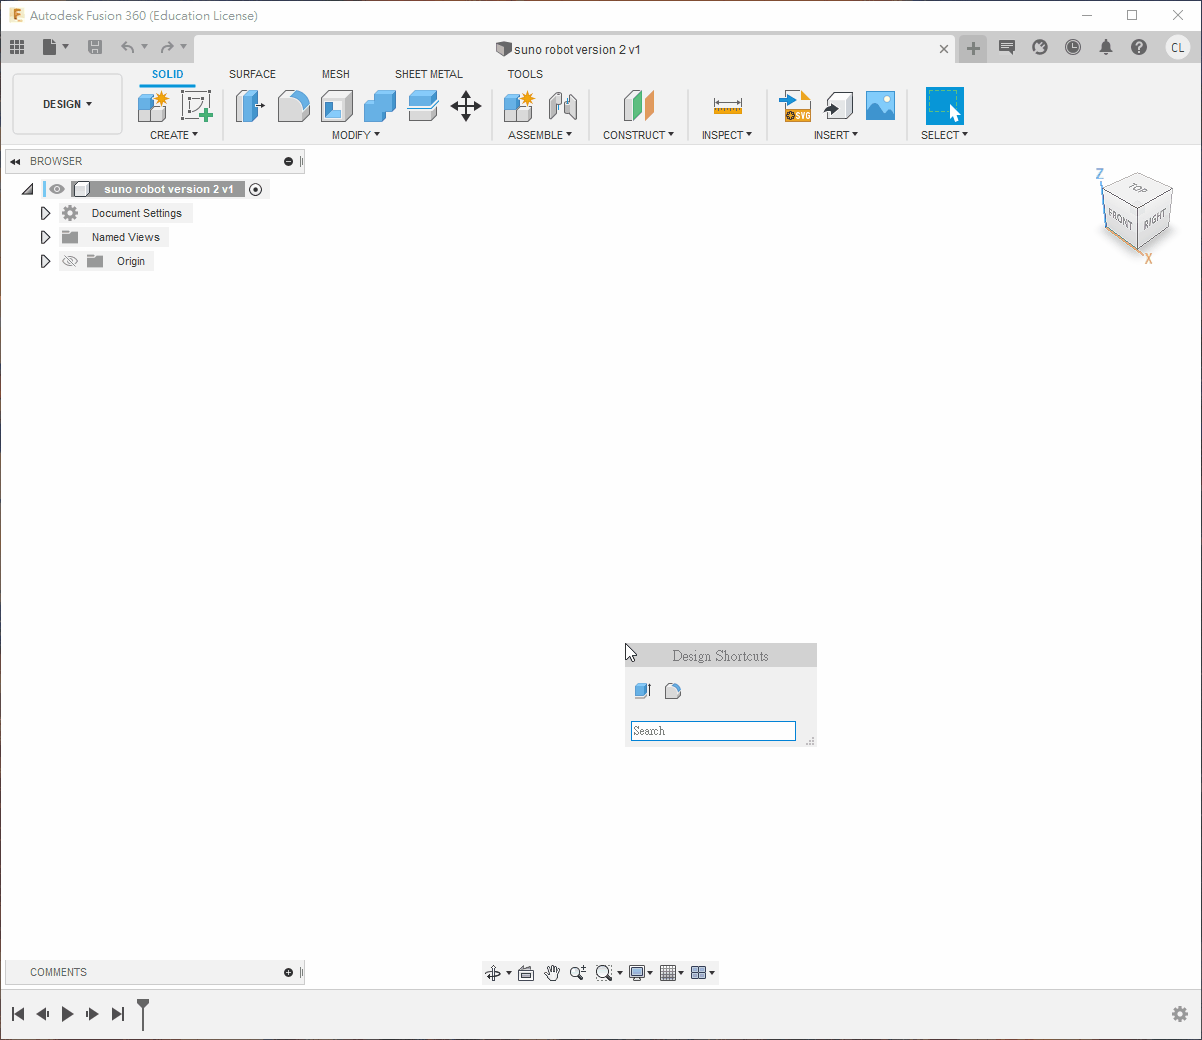 Autodesk Fusion 360 (Education License)
suno robot version 2 v1
CL
DESIGN
SOLID
SURFACE
MESH
SHEET METAL
TOOLS
SVG
CREATE
MODIFY
ASSEMBLE
CONSTRUCT
INSPECT
INSERT
SELECT
BROWSER
suno robot version 2 v1
Document Settings
Named Views
Origin
Z
TOP
FRONT
RIGHT
X
Design Shortcuts
Search
COMMENTS